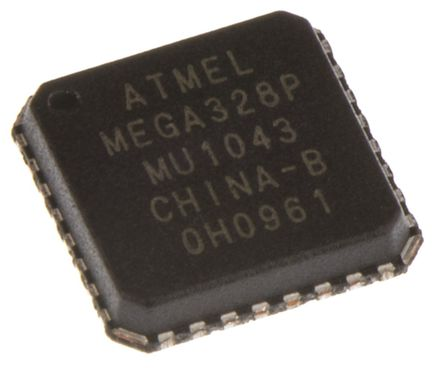 ATMEL
MEGA328P
MU1043
CHINA-B
0H0961